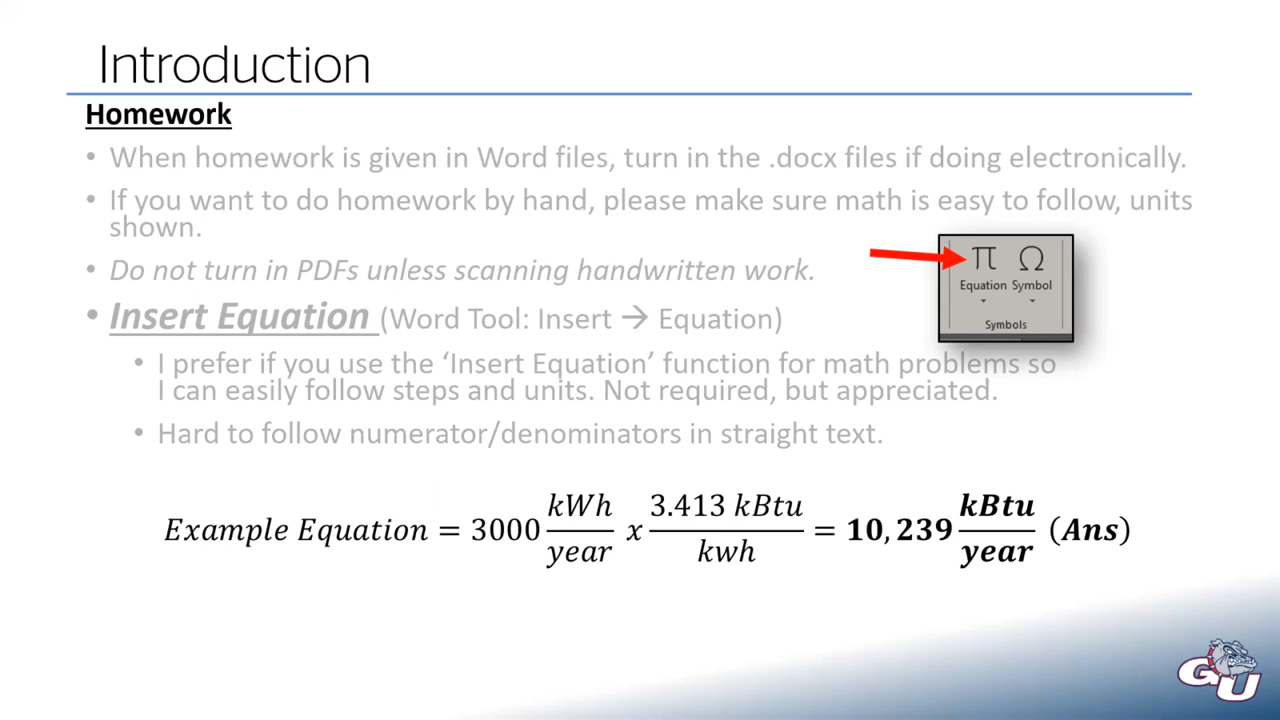 Introduction
Homework
• When homework is given in Word files, turn in the .docx files if doing electronically.
• If you want to do homework by hand, please make sure math is easy to follow, units
shown.
• Do not turn in PDFs unless scanning handwritten work.
• Insert Equation (Word Tool: Insert → Equation)
π Ω
Equation Symbol
Symbols
• I prefer if you use the ‘Insert Equation’ function for math problems so
I can easily follow steps and units. Not required, but appreciated.
• Hard to follow numerator/denominators in straight text.
Example Equation = 3000 kWh/year x 3.413 kBtu/kwh = 10,239 kBtu/year (Ans)
GU